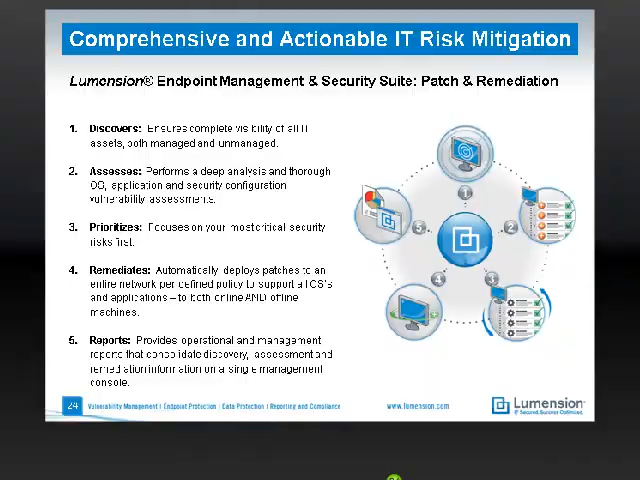 Comprehensive and Actionable IT Risk Mitigation
Lumension® Endpoint Management & Security Suite: Patch & Remediation
1. Discovers: Ensures complete visibility of all IT
assets, both managed and unmanaged.
2. Assesses: Performs a deep analysis and thorough
OS, application and security configuration
vulnerability assessments.
3. Prioritizes: Focuses on your most critical security
risks first.
4. Remediates: Automatically deploys patches to an
entire network per defined policy to support all OS's
and applications – to both online AND offline
machines.
5. Reports: Provides operational and management
reports that consolidate discovery, assessment and
remediation information on a single management
console.
1
5
2
4
3
24
Vulnerability Management | Endpoint Protection | Data Protection | Reporting and Compliance
www.lumension.com
Lumension
IT Secured. Success Optimized.